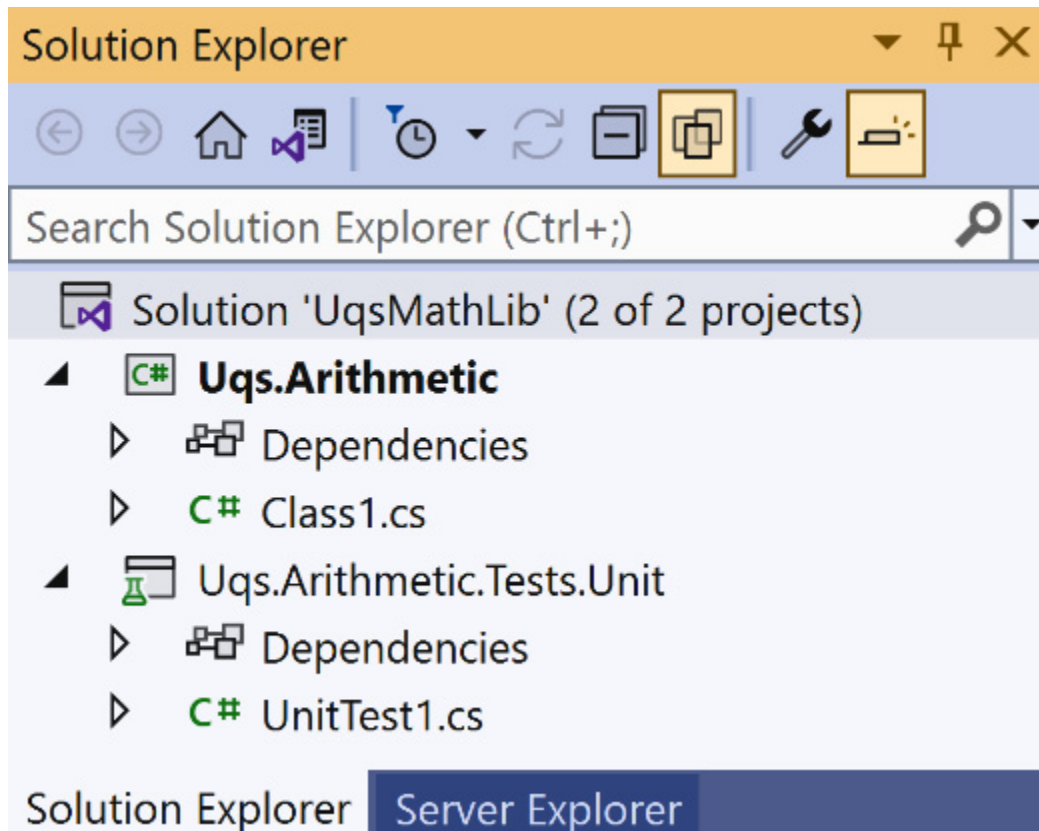 Solution Explorer
Search Solution Explorer (Ctrl+;)
Solution 'UqsMathLib' (2 of 2 projects)
C# Uqs.Arithmetic
Dependencies
C# Class1.cs
Uqs.Arithmetic.Tests.Unit
Dependencies
C# UnitTest1.cs
Solution Explorer Server Explorer